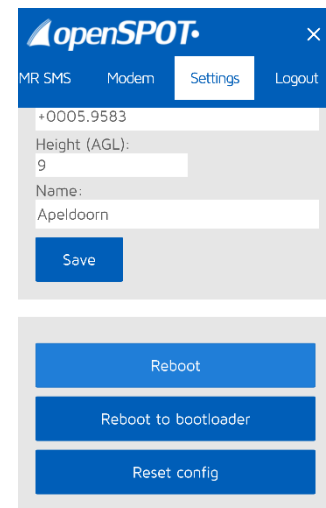 openSPOT
MR SMS Modem Settings Logout
+0005.9583
Height (AGL):
9
Name:
Apeldoorn
Save
Reboot
Reboot to bootloader
Reset config